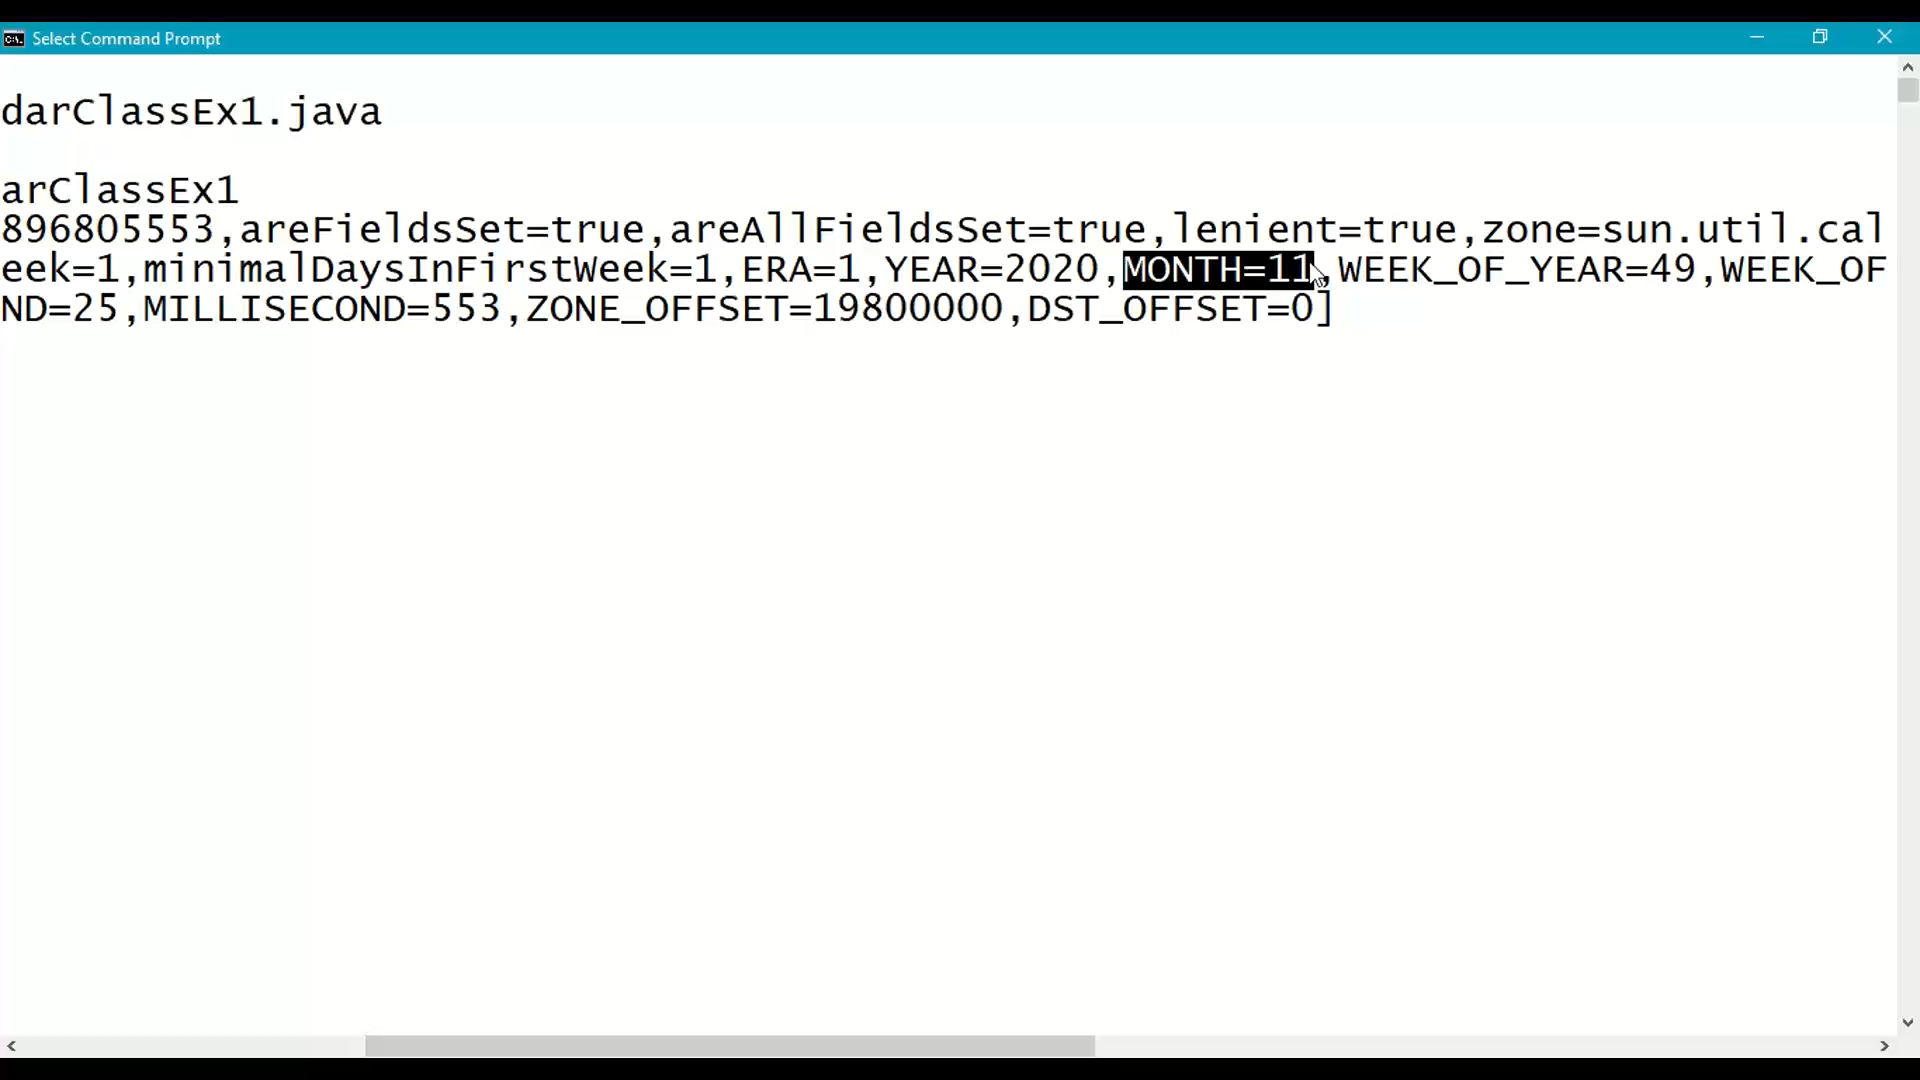 Select Command Prompt
darClassEx1.java
arClassEx1
896805553,areFieldsSet=true,areAllFieldsSet=true,lenient=true,zone=sun.util.cal
eek=1,minimalDaysInFirstWeek=1,ERA=1,YEAR=2020,MONTH=11,WEEK_OF_YEAR=49,WEEK_OF
ND=25,MILLISECOND=553,ZONE_OFFSET=19800000,DST_OFFSET=0]